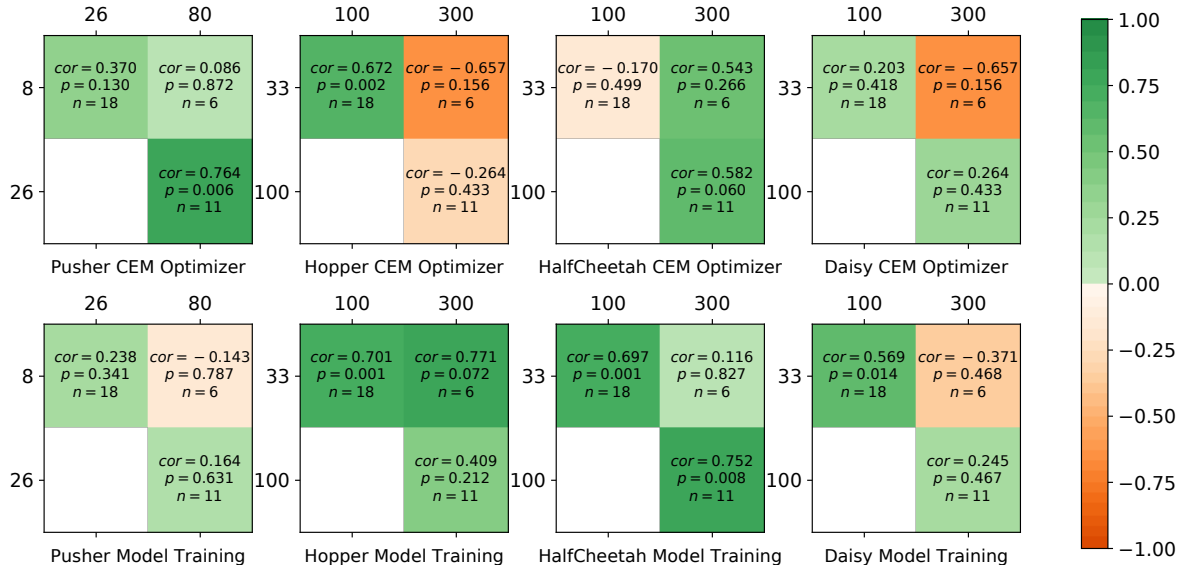 26 80 100 300 100 300 100 300
8
cor = 0.370
p = 0.130
n = 18
cor = 0.086
p = 0.872
n = 6
26
cor = 0.764
p = 0.006
n = 11
Pusher CEM Optimizer
33
cor = 0.672
p = 0.002
n = 18
cor = − 0.657
p = 0.156
n = 6
100
cor = − 0.264
p = 0.433
n = 11
Hopper CEM Optimizer
33
cor = − 0.170
p = 0.499
n = 18
cor = 0.543
p = 0.266
n = 6
100
cor = 0.582
p = 0.060
n = 11
HalfCheetah CEM Optimizer
33
cor = 0.203
p = 0.418
n = 18
cor = − 0.657
p = 0.156
n = 6
100
cor = 0.264
p = 0.433
n = 11
Daisy CEM Optimizer
26 80 100 300 100 300 100 300
8
cor = 0.238
p = 0.341
n = 18
cor = − 0.143
p = 0.787
n = 6
26
cor = 0.164
p = 0.631
n = 11
Pusher Model Training
33
cor = 0.701
p = 0.001
n = 18
cor = 0.771
p = 0.072
n = 6
100
cor = 0.409
p = 0.212
n = 11
Hopper Model Training
33
cor = 0.697
p = 0.001
n = 18
cor = 0.116
p = 0.827
n = 6
100
cor = 0.752
p = 0.008
n = 11
HalfCheetah Model Training
33
cor = 0.569
p = 0.014
n = 18
cor = − 0.371
p = 0.468
n = 6
100
cor = 0.245
p = 0.467
n = 11
Daisy Model Training
1.00
0.75
0.50
0.25
0.00
−0.25
−0.50
−0.75
−1.00